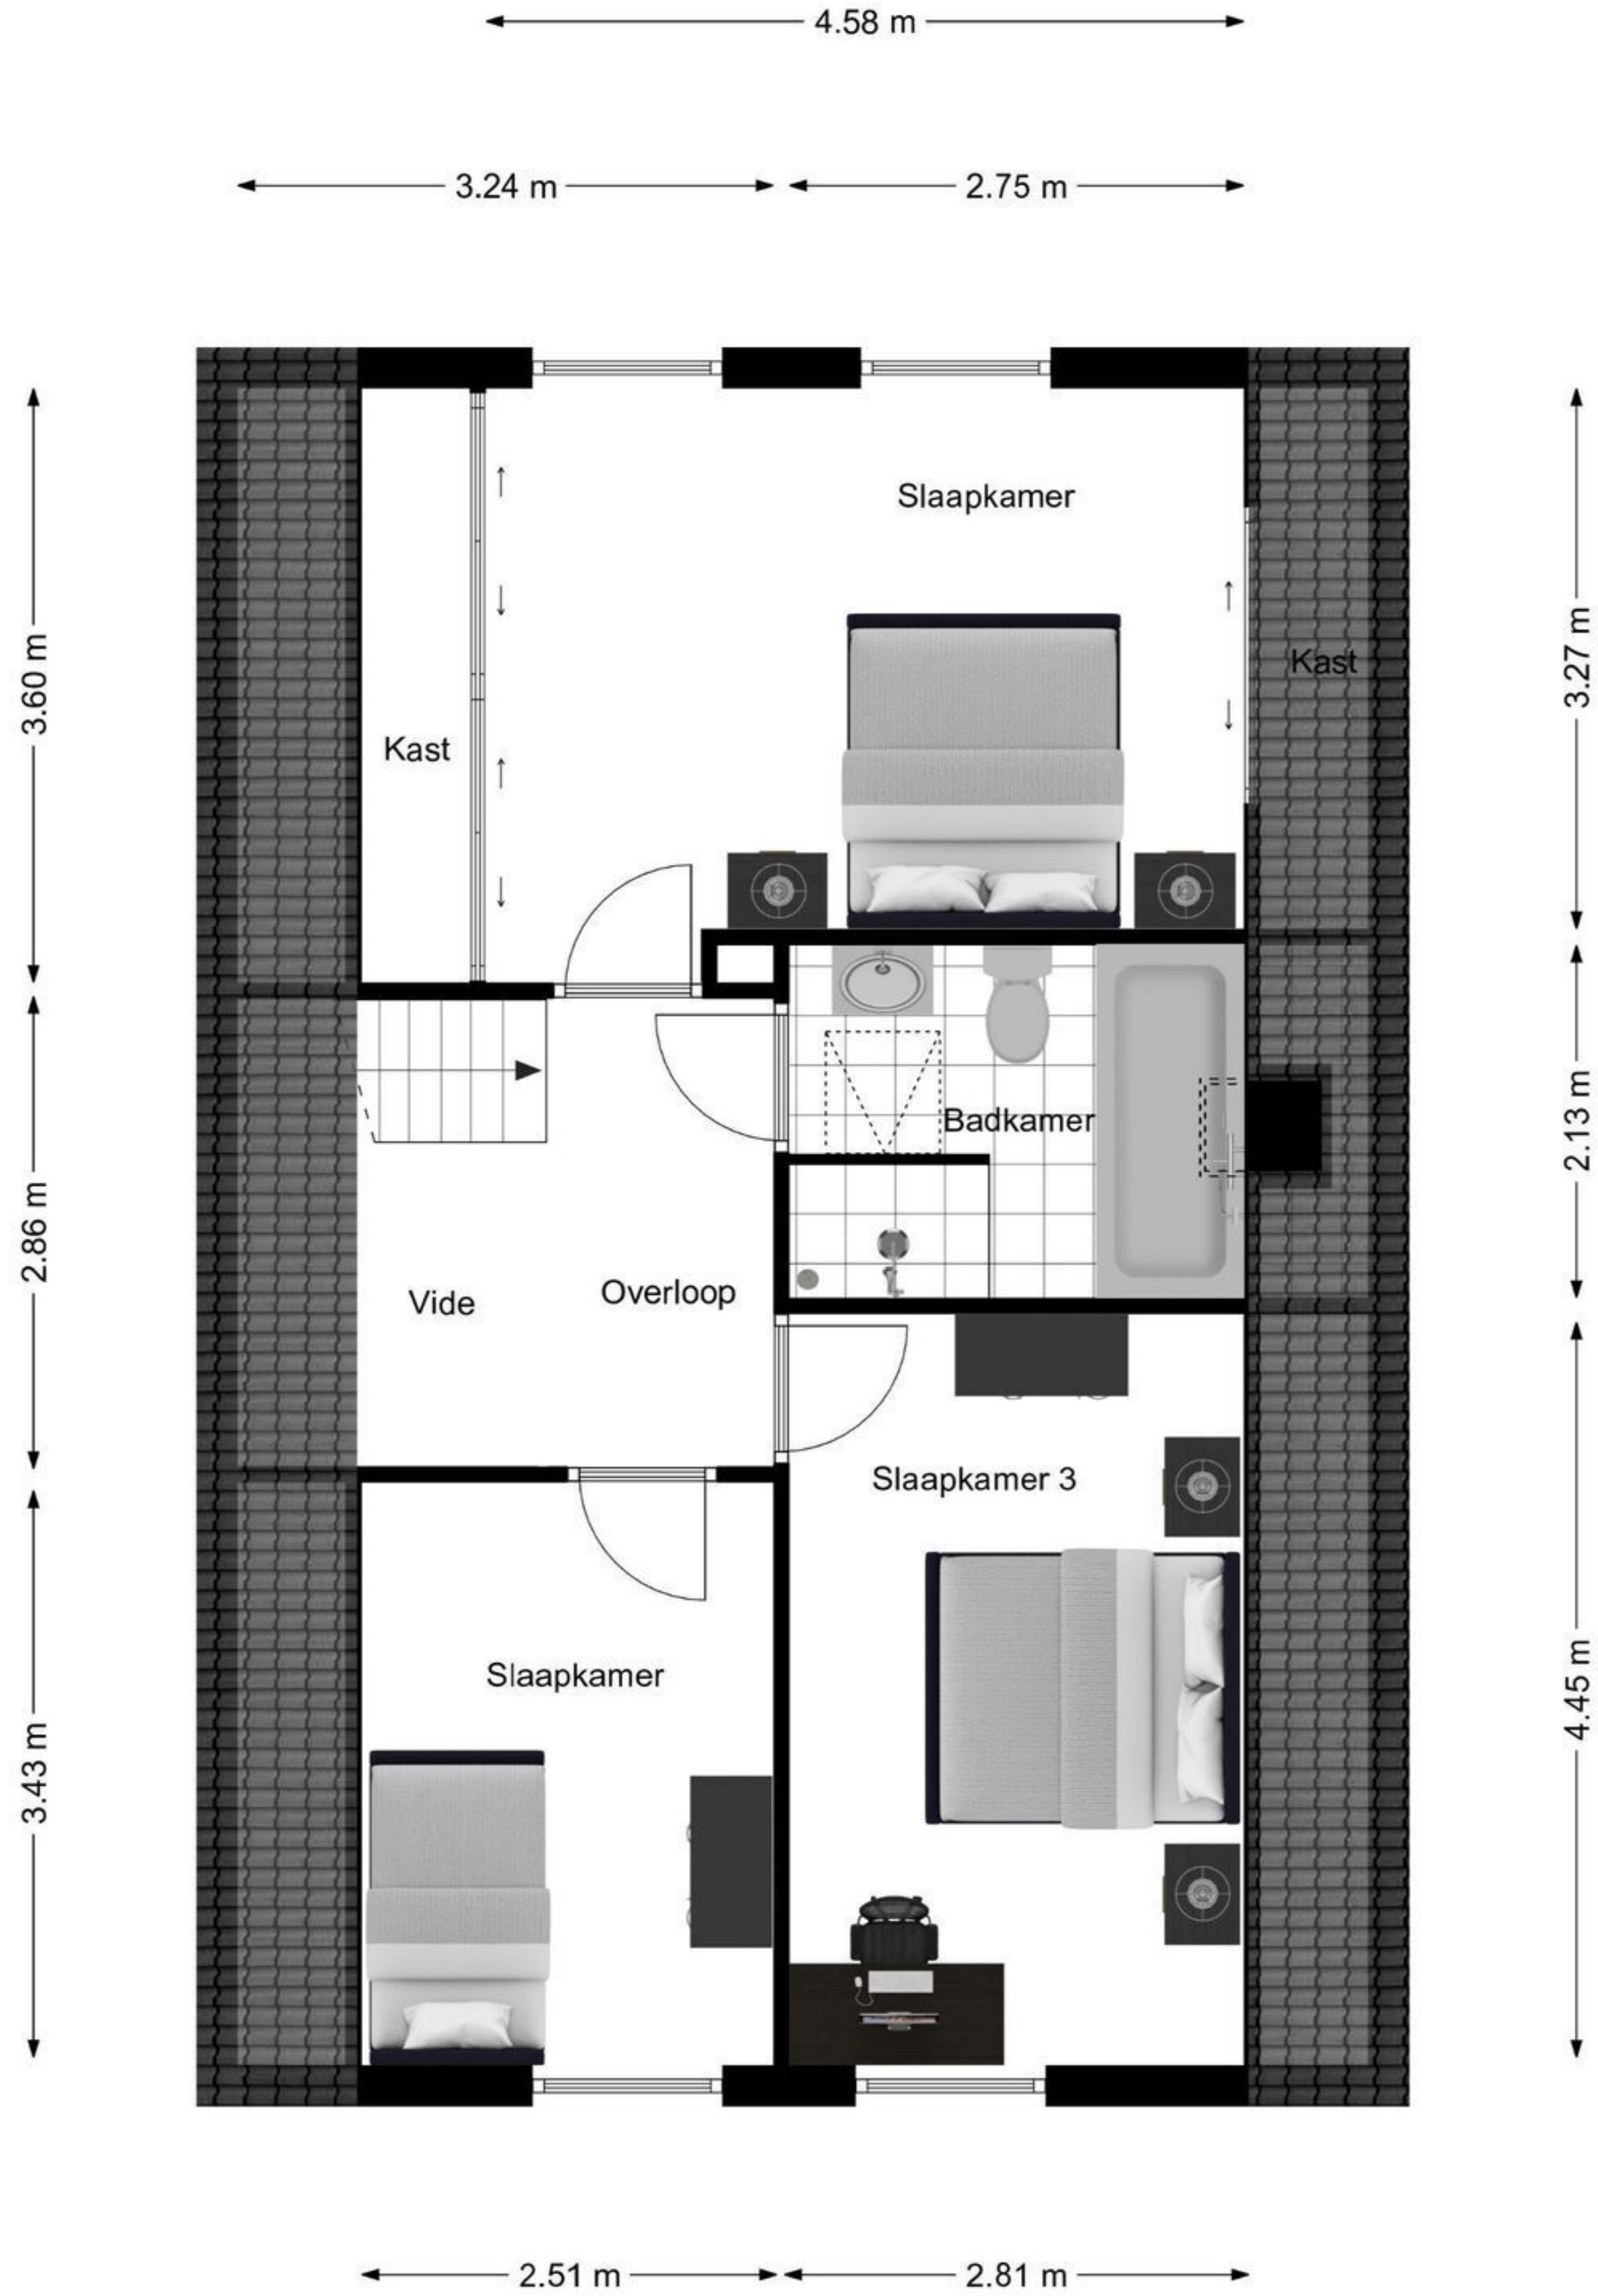 4.58 m
3.24 m
2.75 m
Slaapkamer
3.60 m
3.27 m
Kast
Kast
2.13 m
Badkamer
2.86 m
Overloop
Vide
Slaapkamer 3
Slaapkamer
4.45 m
3.43 m
2.51 m
2.81 m